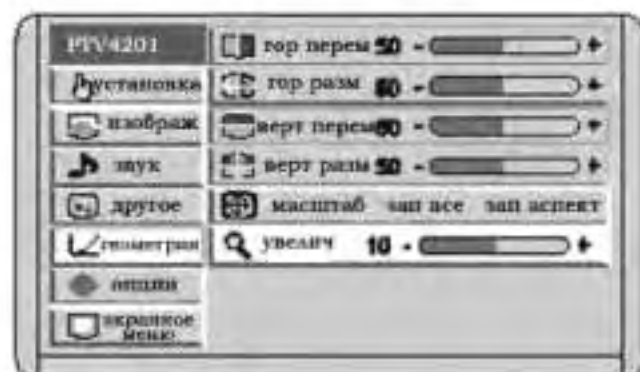 PTV4201
установка
изображ
звук
другое
геометрия
опции
экранное
меню
гор перем 50 - +
гор разм 50 - +
верт перем 50 - +
верт разм 50 - +
масштаб зап все зап аспект
увелич 10 - +